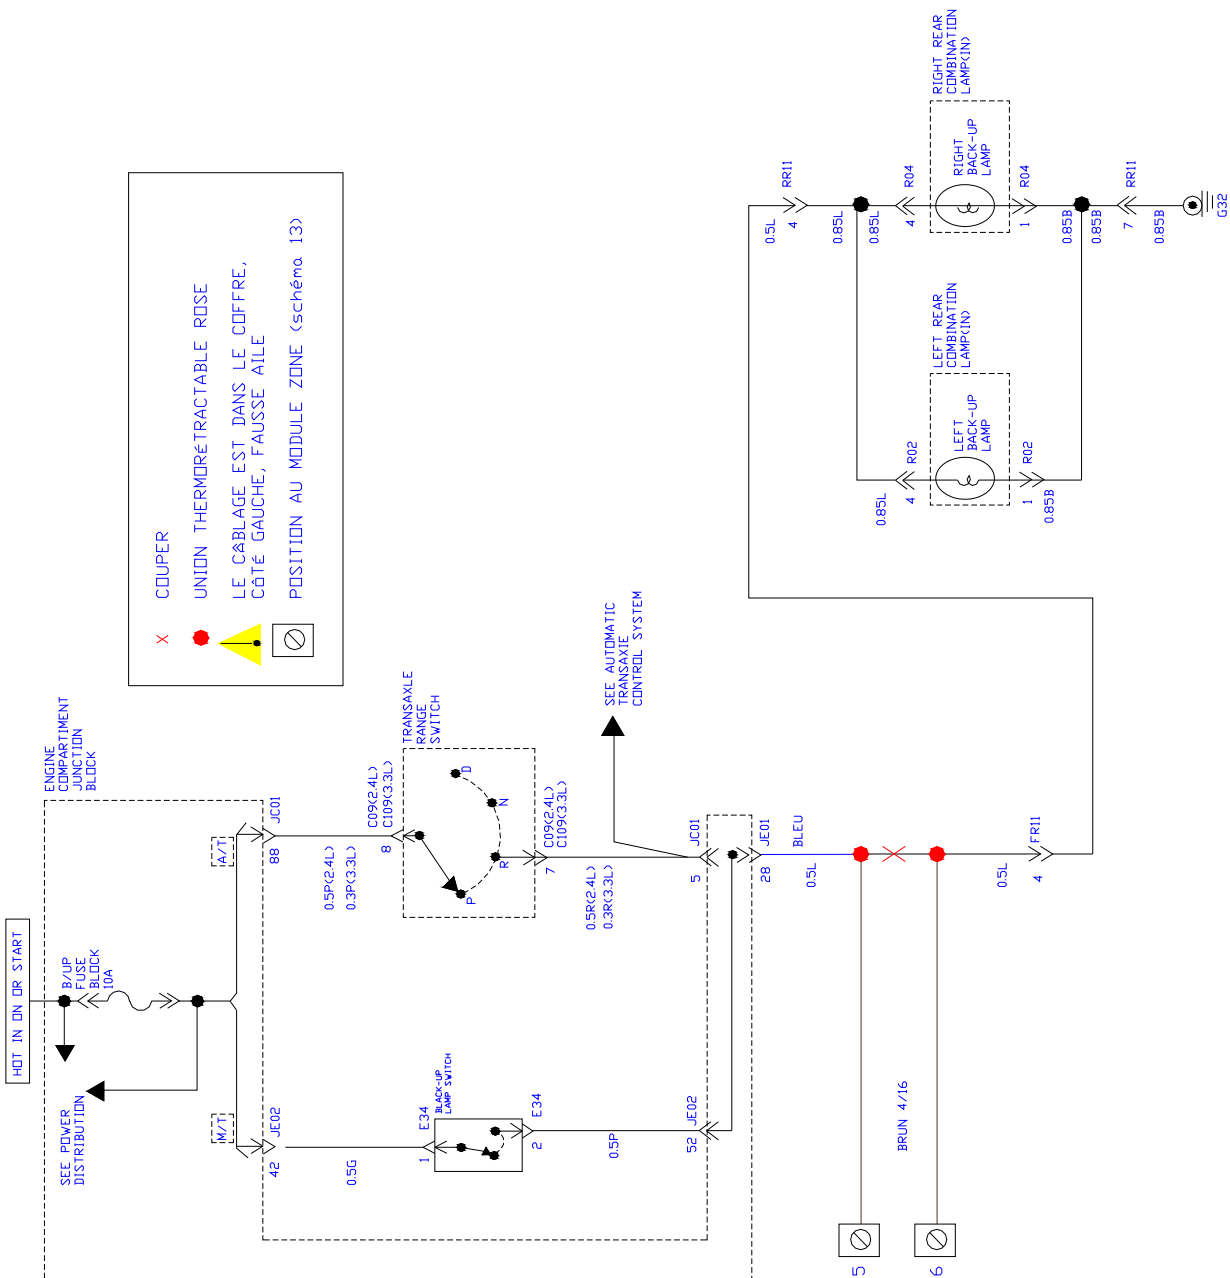 HOT IN ON OR START
B/UP
FUSE
BLOCK
10A
SEE POWER
DISTRIBUTION
ENGINE
COMPARTIMENT
JUNCTION
BLOCK
M/T
A/T
42
JE02
88
JC01
0.5G
0.5P(2.4L)
0.3P(3.3L)
C09(2.4L)
C109(3.3L)
8
1
E34
BLACK-UP
LAMP SWITCH
2
E34
TRANSAXLE
RANGE
SWITCH
P
R
N
D
7
C09(2.4L)
C109(3.3L)
0.5P
0.5R(2.4L)
0.3R(3.3L)
SEE AUTOMATIC
TRANSAXIE
CONTROL SYSTEM
52
JE02
5
JC01
28
JE01
BLEU
0.5L
5
6
BRUN 4/16
0.5L
4
FR11
X
COUPER
UNION THERMORÉTRACTABLE ROSE
LE CÂBLAGE EST DANS LE COFFRE,
CÔTÉ GAUCHE, FAUSSE AILE
POSITION AU MODULE ZONE (schéma 13)
0.5L
4
RR11
0.85L
0.85L
0.85L
4
R02
4
R04
LEFT REAR
COMBINATION
LAMP(IN)
LEFT
BACK-UP
LAMP
RIGHT REAR
COMBINATION
LAMP(IN)
RIGHT
BACK-UP
LAMP
1
R02
0.85B
1
R04
0.85B
0.85B
7
RR11
0.85B
G32